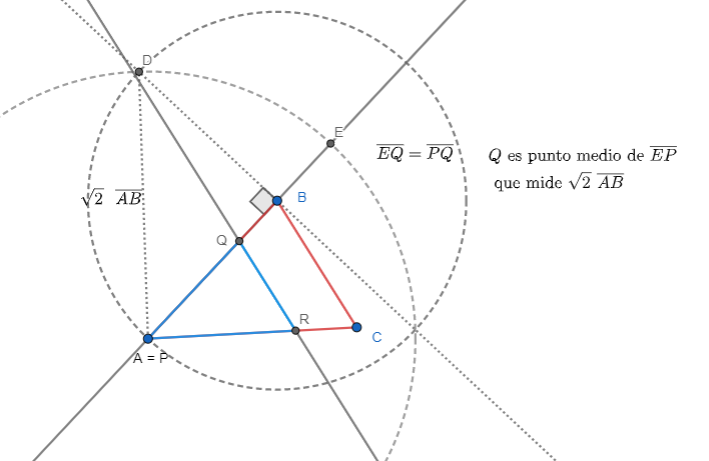 D
E
$\overline{EQ} = \overline{PQ}$
Q es punto medio de $\overline{EP}$
que mide $\sqrt{2}\ \overline{AB}$
$\sqrt{2}\ \overline{AB}$
B
Q
R
C
A = P